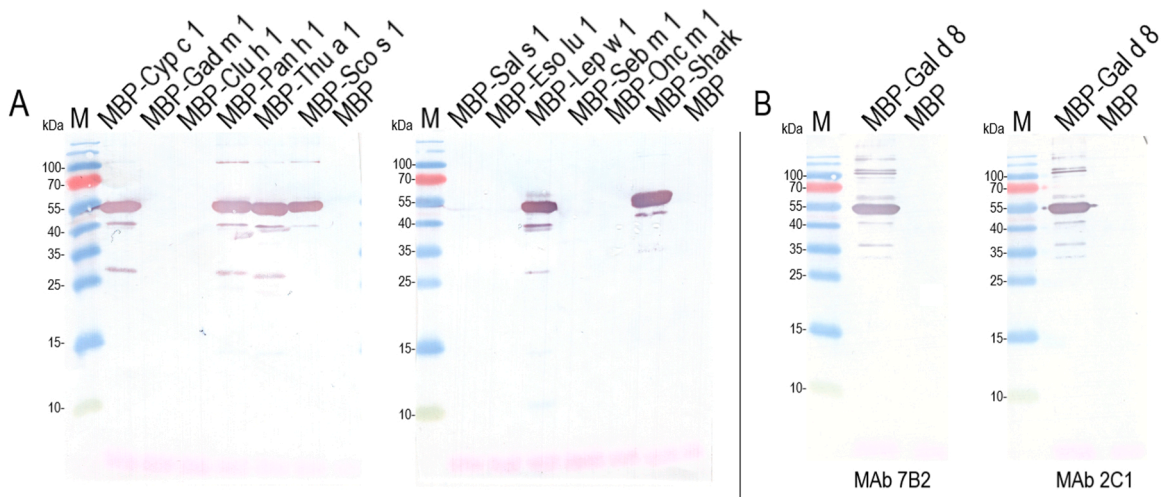 A
kDa
M
MBP-Cyp c 1
MBP-Gad m 1
MBP-Clu h 1
MBP-Pan h 1
MBP-Thu a 1
MBP-Sco s 1
MBP
100-
70-
55-
40-
35-
25-
15-
10-
kDa
M
MBP-Sal s 1
MBP-Eso lu 1
MBP-Lep w 1
MBP-Seb m 1
MBP-Onc m 1
MBP-Shark
MBP
100-
70-
55-
40-
35-
25-
15-
10-
B
kDa
M
MBP-Gal d 8
MBP
100-
70-
55-
40-
35-
25-
15-
10-
MAb 7B2
kDa
M
MBP-Gal d 8
MBP
100-
70-
55-
40-
35-
25-
15-
10-
MAb 2C1